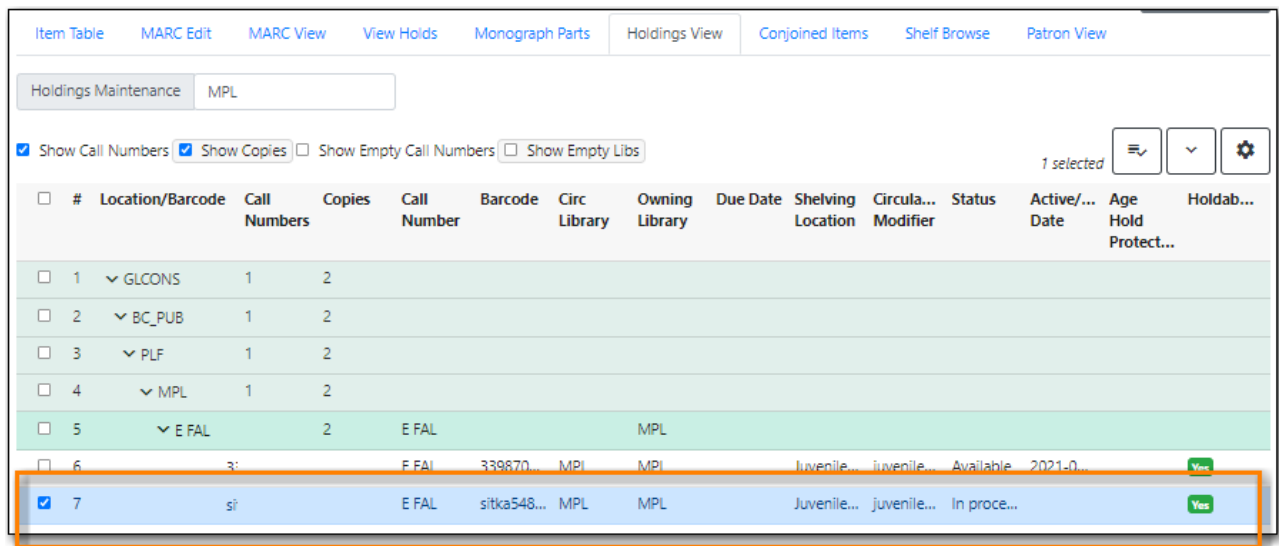 Item Table MARC Edit MARC View View Holds Monograph Parts Holdings View Conjoined Items Shelf Browse Patron View
Holdings Maintenance MPL
Show Call Numbers Show Copies Show Empty Call Numbers Show Empty Libs
1 selected
# Location/Barcode Call Numbers Copies Call Number Barcode Circ Library Owning Library Due Date Shelving Location Circula... Modifier Status Active/... Date Age Hold Protect... Holdab...
1 GLCONS 1 2
2 BC_PUB 1 2
3 PLF 1 2
4 MPL 1 2
5 E FAL 2 E FAL MPL
6 E FAL 339870... MPL MPL Juvenile... juvenile... Available 2021-0... Yes
7 E FAL sitka548... MPL MPL Juvenile... juvenile... In proce... Yes